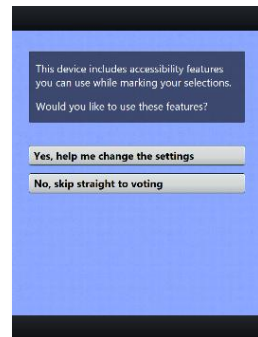 This device includes accessibility features
you can use while marking your selections.
Would you like to use these features?
Yes, help me change the settings
No, skip straight to voting